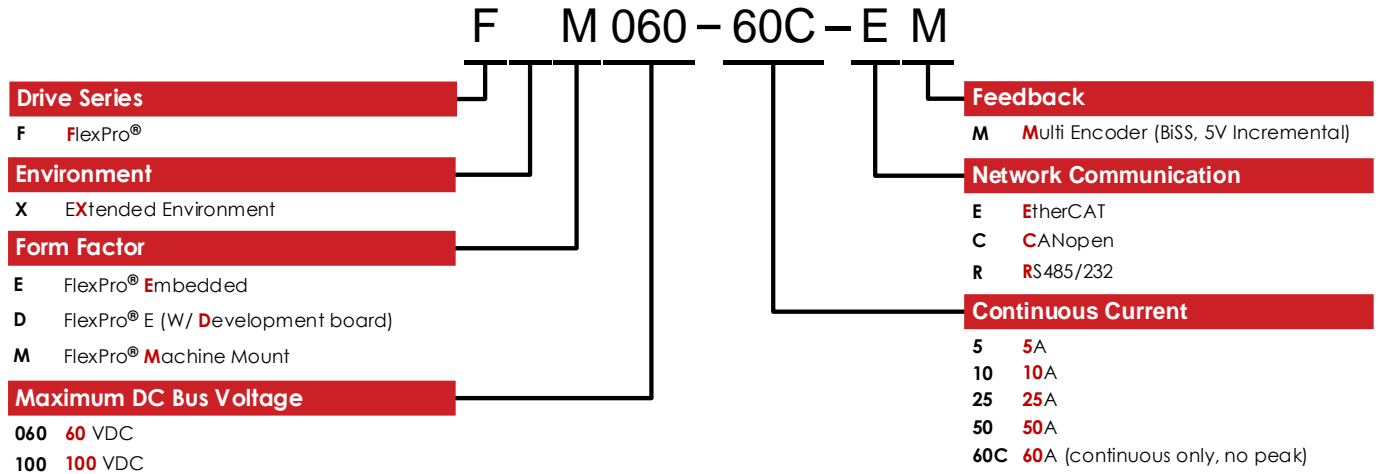 F M 060 – 60C – E M
Drive Series
F FlexPro®
Environment
X EXtended Environment
Form Factor
E FlexPro® Embedded
D FlexPro® E (W/ Development board)
M FlexPro® Machine Mount
Maximum DC Bus Voltage
060 60 VDC
100 100 VDC
Feedback
M Multi Encoder (BiSS, 5V Incremental)
Network Communication
E EtherCAT
C CANopen
R RS485/232
Continuous Current
5 5A
10 10A
25 25A
50 50A
60C 60A (continuous only, no peak)